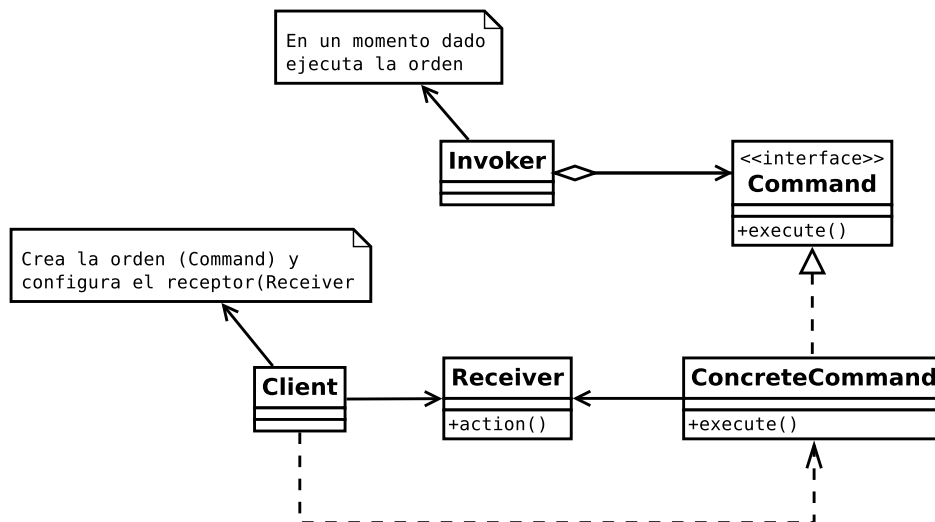 En un momento dado
ejecuta la orden
Invoker
<<interface>>
Command
+execute()
Crea la orden (Command) y
configura el receptor(Receiver
Client
Receiver
+action()
ConcreteCommand
+execute()